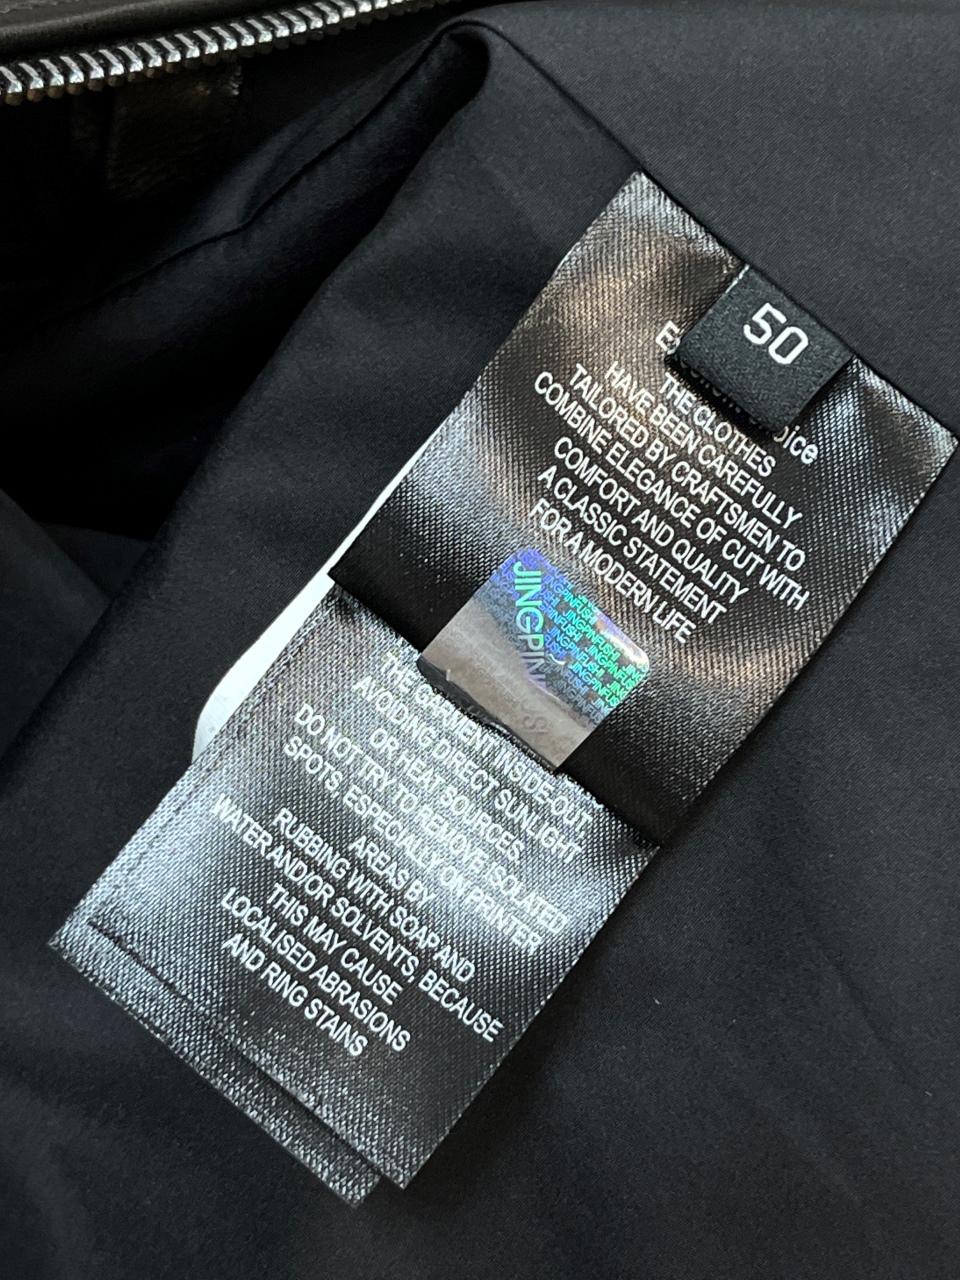 50
THE CLOTHES
HAVE BEEN CAREFULLY
TAILORED BY CRAFTSMEN TO
COMBINE ELEGANCE OF CUT WITH
COMFORT AND QUALITY
A CLASSIC STATEMENT
FOR A MODERN LIFE
JINGPIN
JINGPINFUSHI JINGPINFUSHI
THE GARMENT INSIDE-OUT,
AVOIDING DIRECT SUNLIGHT
OR HEAT SOURCES.
DO NOT TRY TO REMOVE ISOLATED
SPOTS, ESPECIALLY ON PRINTER
AREAS BY
RUBBING WITH SOAP AND
WATER AND/OR SOLVENTS, BECAUSE
THIS MAY CAUSE
LOCALISED ABRASIONS
AND RING STAINS